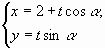 x = 2 + t cos α,
y = t sin α